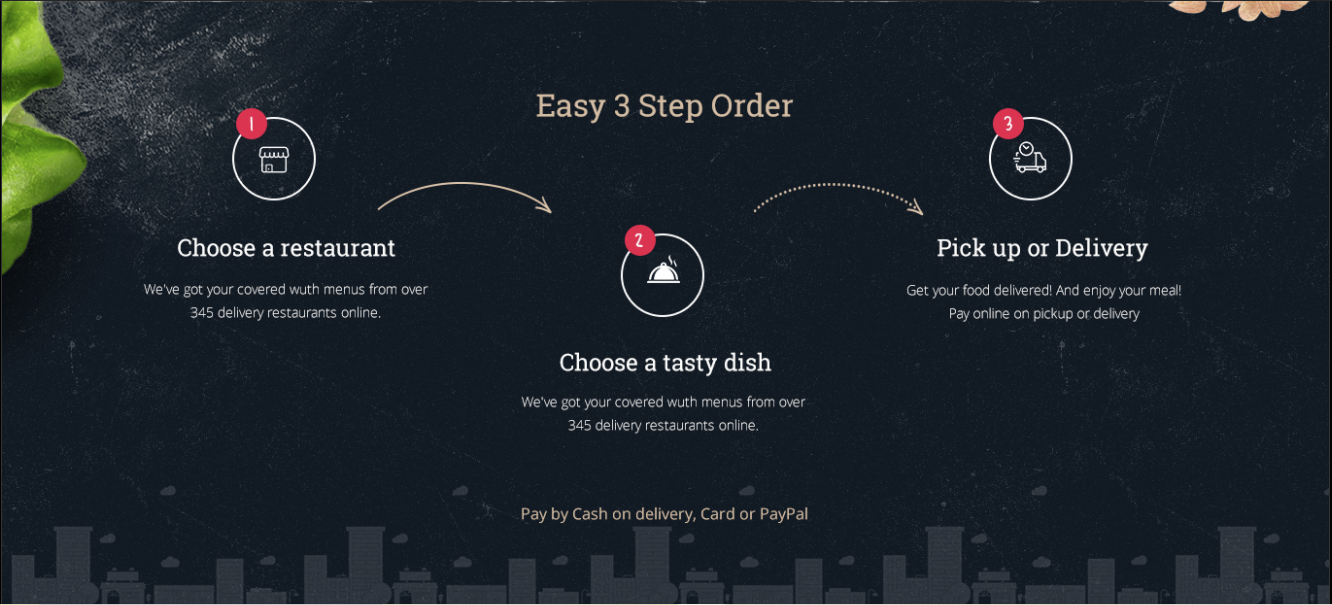 Easy 3 Step Order
1
Choose a restaurant
We've got your covered wuth menus from over
345 delivery restaurants online.
2
Choose a tasty dish
We've got your covered wuth menus from over
345 delivery restaurants online.
3
Pick up or Delivery
Get your food delivered! And enjoy your meal!
Pay online on pickup or delivery
Pay by Cash on delivery, Card or PayPal